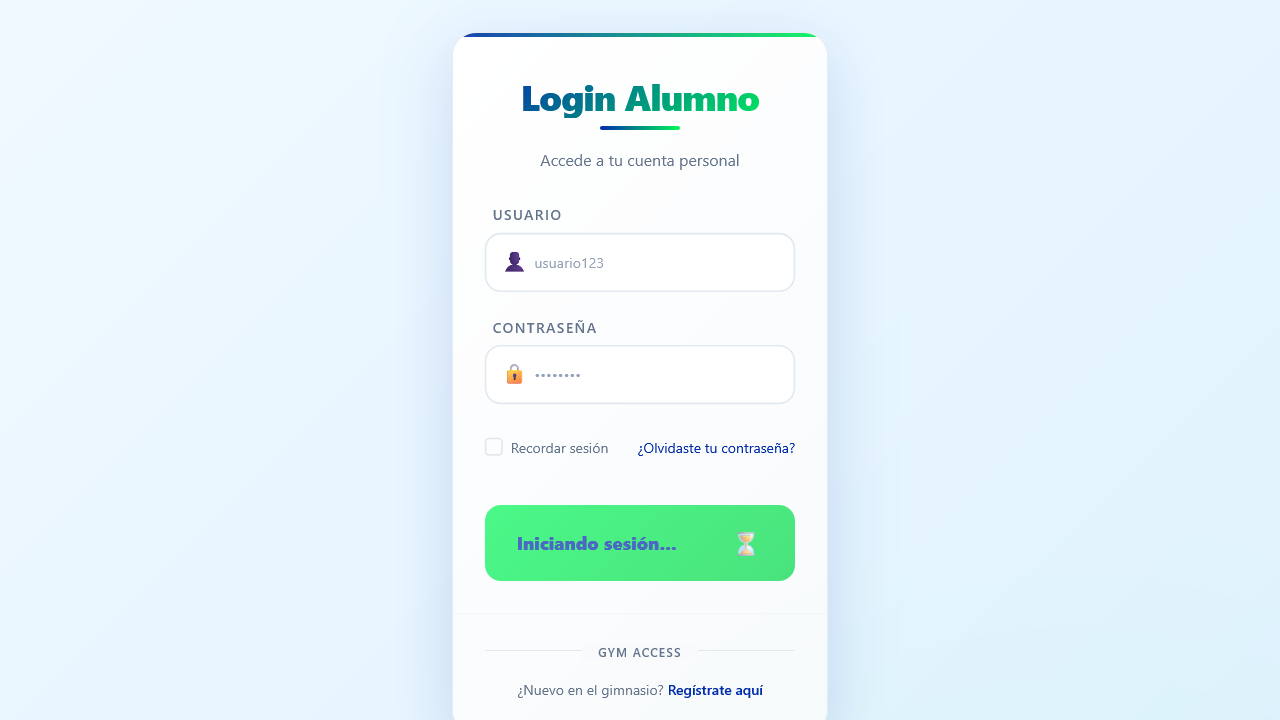 Login Alumno
Accede a tu cuenta personal
USUARIO
usuario123
CONTRASEÑA
••••••••
Recordar sesión
¿Olvidaste tu contraseña?
Iniciando sesión...
GYM ACCESS
¿Nuevo en el gimnasio? Regístrate aquí